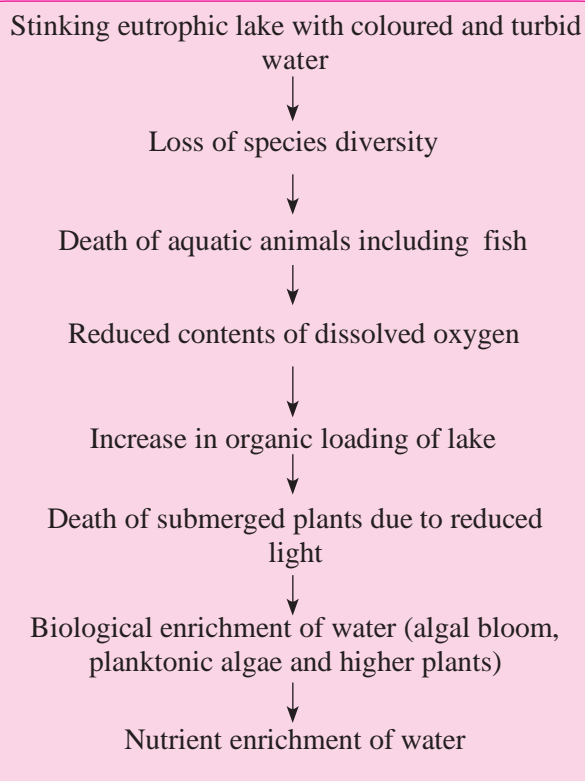 Stinking eutrophic lake with coloured and turbid
water
Loss of species diversity
Death of aquatic animals including fish
Reduced contents of dissolved oxygen
Increase in organic loading of lake
Death of submerged plants due to reduced
light
Biological enrichment of water (algal bloom,
planktonic algae and higher plants)
Nutrient enrichment of water